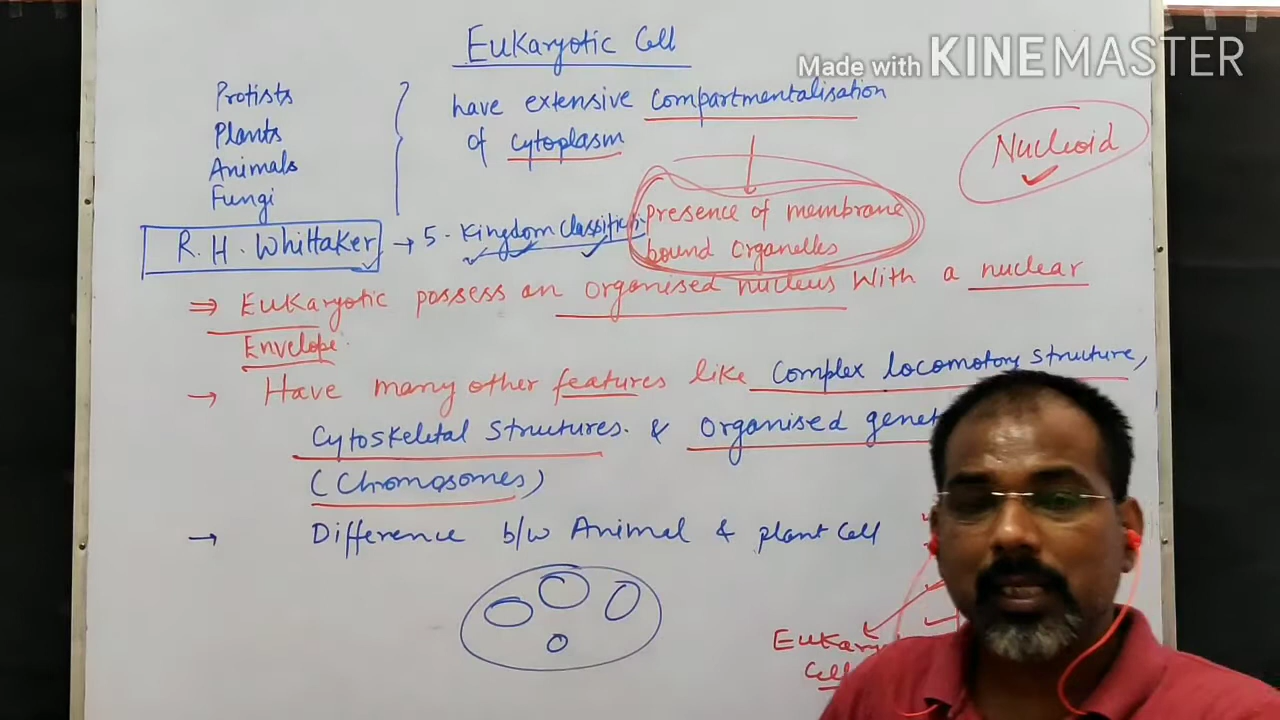 Eukaryotic Cell
Made with KINEMASTER
Protists
Plants
Animals
Fungi
have extensive compartmentalisation
of cytoplasm
Nucleoid
presence of membrane
bound organelles
R. H. Whittaker → 5 - Kingdom
⇒ Eukaryotic possess an organised nucleus with a nuclear
Envelope.
→ Have many other features like Complex locomotory structure,
Cytoskeletal structures. & organised
(Chromosomes)
→ Difference b/w Animal & plant Cell